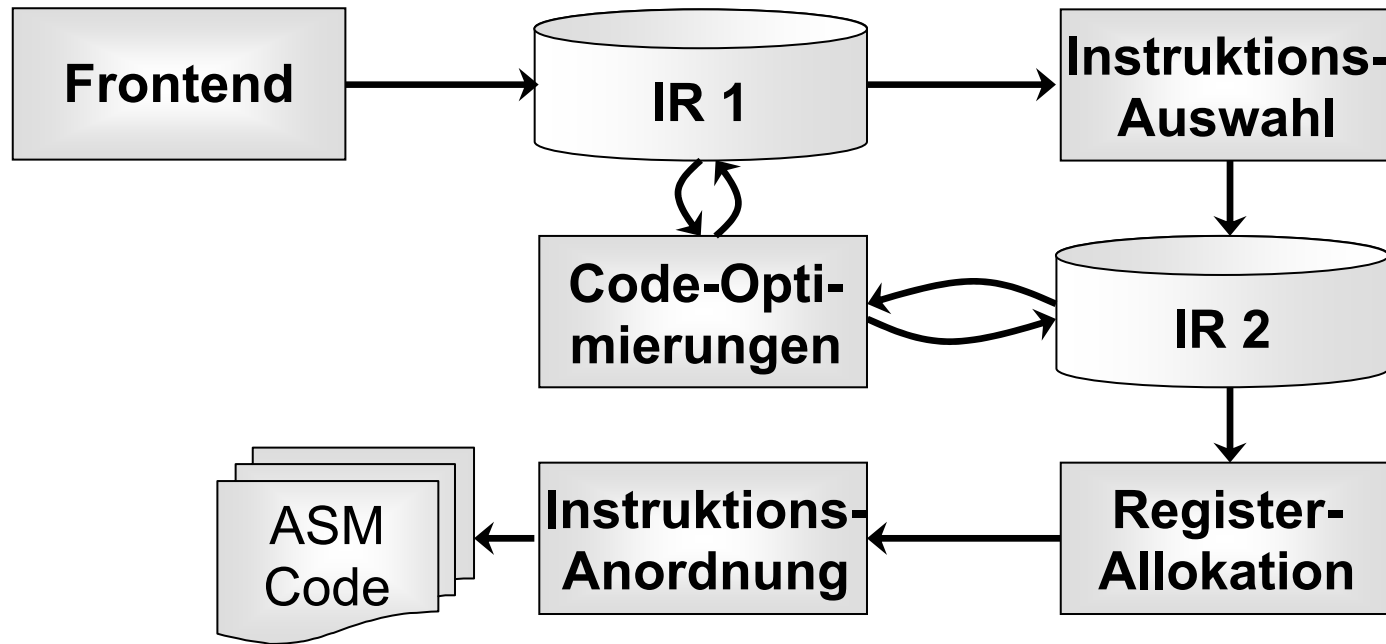 Frontend
IR 1
Instruktions-
Auswahl
Code-Opti-
mierungen
IR 2
ASM
Code
Instruktions-
Anordnung
Register-
Allokation